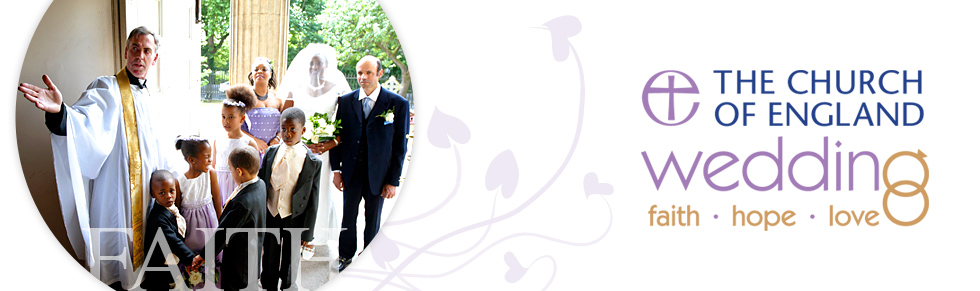 FAITH
THE CHURCH
OF ENGLAND
wedding
faith · hope · love